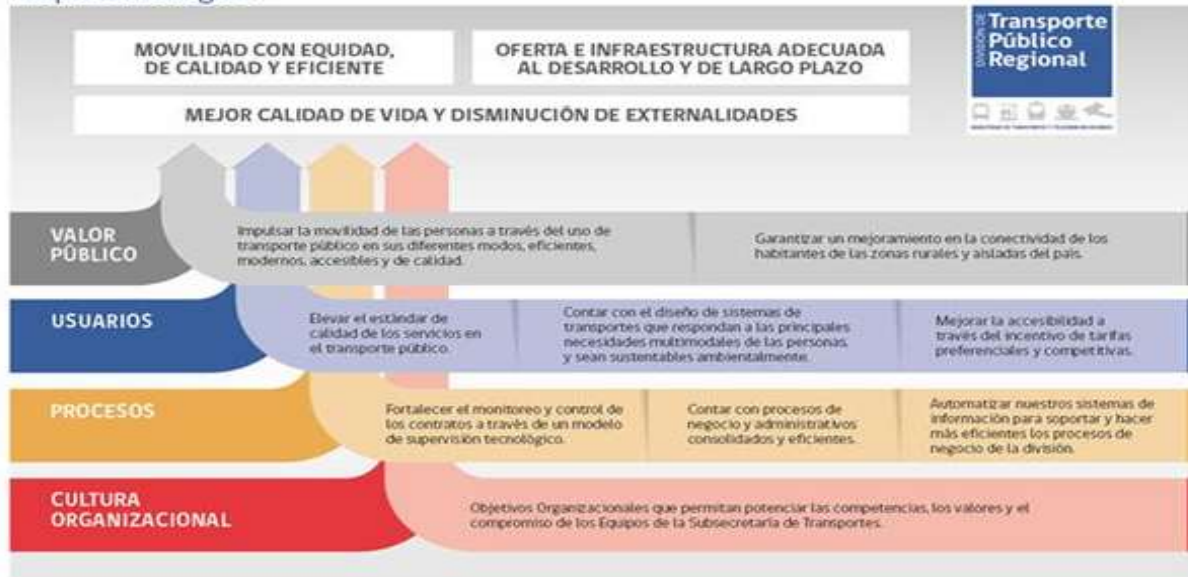 MOVILIDAD CON EQUIDAD,
DE CALIDAD Y EFICIENTE
OFERTA E INFRAESTRUCTURA ADECUADA
AL DESARROLLO Y DE LARGO PLAZO
MEJOR CALIDAD DE VIDA Y DISMINUCIÓN DE EXTERNALIDADES
DIVISIÓN DE
Transporte
Público
Regional
VALOR
PÚBLICO
Impulsar la movilidad de las personas a través del uso de
transporte público en sus diferentes modos, eficientes,
modernos, accesibles y de calidad.
Garantizar un mejoramiento en la conectividad de los
habitantes de las zonas rurales y aisladas del país.
USUARIOS
Elevar el estándar de
calidad de los servicios en
el transporte público.
Contar con el diseño de sistemas de
transportes que respondan a las principales
necesidades multimodales de las personas
y sean sustentables ambientalmente.
Mejorar la accesibilidad a
través del incentivo de tarifas
preferenciales y competitivas.
PROCESOS
Fortalecer el monitoreo y control de
los contratos a través de un modelo
de supervisión tecnológico.
Contar con procesos de
negocio y administrativos
consolidados y eficientes.
Automatizar nuestros sistemas de
información para soportar y hacer
más eficientes los procesos de
negocio de la división.
CULTURA
ORGANIZACIONAL
Objetivos Organizacionales que permitan potenciar las competencias, los valores y el
compromiso de los Equipos de la Subsecretaría de Transportes.